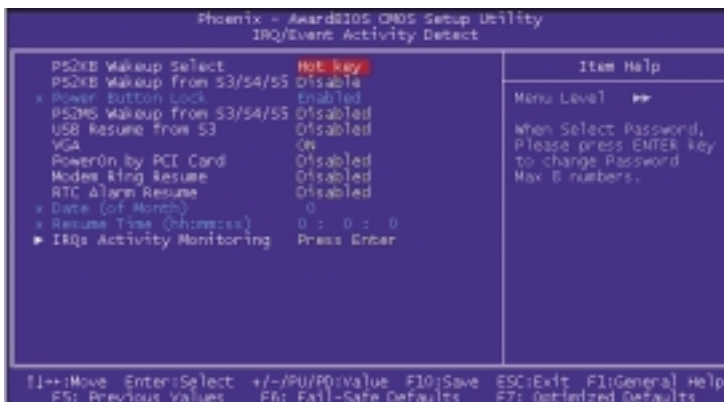 Phoenix - AwardBIOS CMOS Setup Utility
IRQ/Event Activity Detect
PS2KB Wakeup Select Hot key
PS2KB Wakeup from S3/S4/S5 Disable
x Power Button Lock Enabled
PS2MS Wakeup from S3/S4/S5 Disabled
USB Resume from S3 Disabled
VGA ON
PowerOn by PCI Card Disabled
Modem Ring Resume Disabled
RTC Alarm Resume Disabled
x Date (of Month) 0
x Resume Time (hh:mm:ss) 0 : 0 : 0
▶ IRQs Activity Monitoring Press Enter
Item Help
Menu Level ▶▶
When Select Password,
Please press ENTER key
to change Password
Max 8 numbers.
↑↓→←:Move Enter:Select +/-/PU/PD:Value F10:Save ESC:Exit F1:General Help
F5: Previous Values F6: Fail-Safe Defaults F7: Optimized Defaults